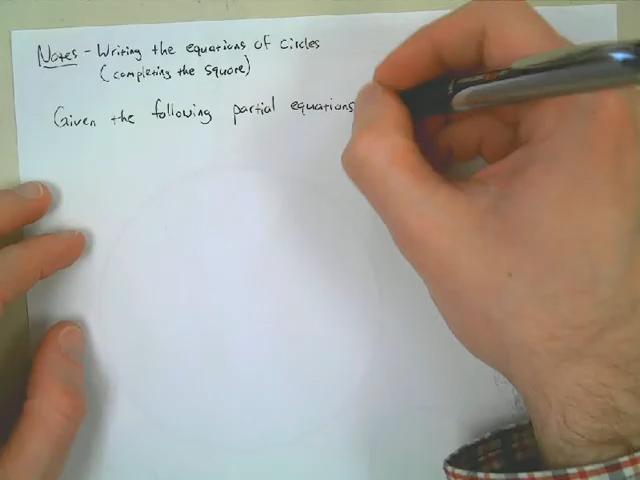 Notes - Writing the equations of circles
(completing the square)
Given the following partial equations